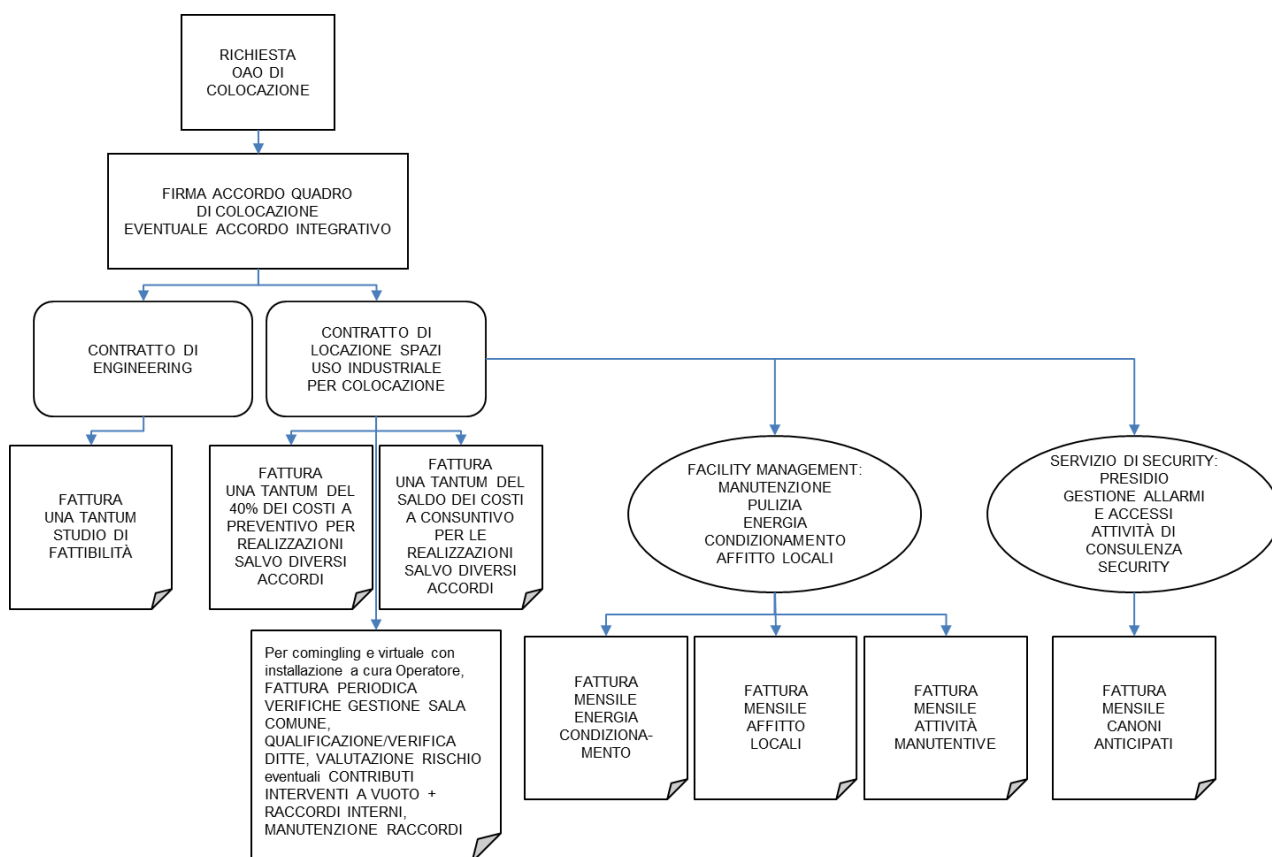 RICHIESTA
OAO DI
COLOCAZIONE
FIRMA ACCORDO QUADRO
DI COLOCAZIONE
EVENTUALE ACCORDO INTEGRATIVO
CONTRATTO DI
ENGINEERING
CONTRATTO DI
LOCAZIONE SPAZI
USO INDUSTRIALE
PER COLOCAZIONE
FATTURA
UNA TANTUM
STUDIO DI
FATTIBILITÀ
FATTURA
UNA TANTUM DEL
40% DEI COSTI A
PREVENTIVO PER
REALIZZAZIONI
SALVO DIVERSI
ACCORDI
FATTURA
UNA TANTUM DEL
SALDO DEI COSTI
A CONSUNTIVO
PER LE
REALIZZAZIONI
SALVO DIVERSI
ACCORDI
FACILITY MANAGEMENT:
MANUTENZIONE
PULIZIA
ENERGIA
CONDIZIONAMENTO
AFFITTO LOCALI
SERVIZIO DI SECURITY:
PRESIDIO
GESTIONE ALLARMI
E ACCESSI
ATTIVITÀ DI
CONSULENZA
SECURITY
Per comingling e virtuale con
installazione a cura Operatore,
FATTURA PERIODICA
VERIFICHE GESTIONE SALA
COMUNE,
QUALIFICAZIONE/VERIFICA
DITTE, VALUTAZIONE RISCHIO
eventuali CONTRIBUTI
INTERVENTI A VUOTO +
RACCORDI INTERNI,
MANUTENZIONE RACCORDI
FATTURA
MENSILE
ENERGIA
CONDIZIONA-
MENTO
FATTURA
MENSILE
AFFITTO
LOCALI
FATTURA
MENSILE
ATTIVITÀ
MANUTENTIVE
FATTURA
MENSILE
CANONI
ANTICIPATI